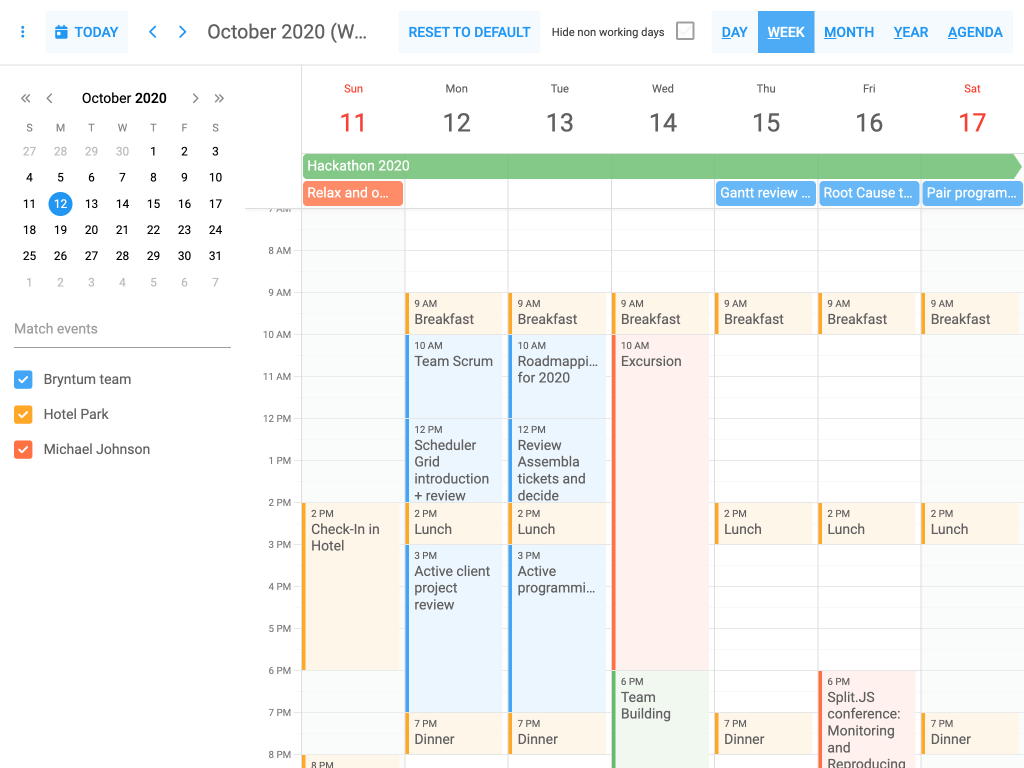 TODAY
October 2020 (W...
RESET TO DEFAULT
Hide non working days
DAY
WEEK
MONTH
YEAR
AGENDA
October 2020
S M T W T F S
27 28 29 30 1 2 3
4 5 6 7 8 9 10
11 12 13 14 15 16 17
18 19 20 21 22 23 24
25 26 27 28 29 30 31
1 2 3 4 5 6 7
Match events
Bryntum team
Hotel Park
Michael Johnson
Sun Mon Tue Wed Thu Fri Sat
11 12 13 14 15 16 17
Hackathon 2020
Relax and o...
Gantt review ...
Root Cause t...
Pair program...
7 AM
8 AM
9 AM
10 AM
11 AM
12 PM
1 PM
2 PM
3 PM
4 PM
5 PM
6 PM
7 PM
8 PM
2 PM
Check-In in
Hotel
8 PM
9 AM
Breakfast
10 AM
Team Scrum
12 PM
Scheduler
Grid
introduction
+ review
2 PM
Lunch
3 PM
Active client
project
review
7 PM
Dinner
9 AM
Breakfast
10 AM
Roadmappi...
for 2020
12 PM
Review
Assembla
tickets and
decide
2 PM
Lunch
3 PM
Active
programmi...
7 PM
Dinner
9 AM
Breakfast
10 AM
Excursion
6 PM
Team
Building
9 AM
Breakfast
2 PM
Lunch
7 PM
Dinner
9 AM
Breakfast
2 PM
Lunch
6 PM
Split.JS
conference:
Monitoring
and
Reproducing
9 AM
Breakfast
2 PM
Lunch
7 PM
Dinner